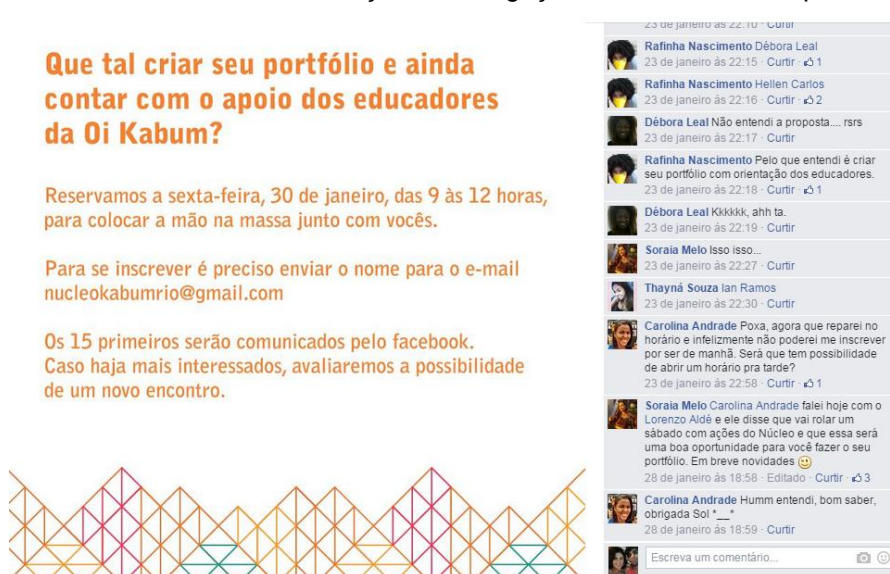 Que tal criar seu portfólio e ainda
contar com o apoio dos educadores
da Oi Kabum?
Reservamos a sexta-feira, 30 de janeiro, das 9 às 12 horas,
para colocar a mão na massa junto com vocês.
Para se inscrever é preciso enviar o nome para o e-mail
nucleokabumrio@gmail.com
Os 15 primeiros serão comunicados pelo facebook.
Caso haja mais interessados, avaliaremos a possibilidade
de um novo encontro.
23 de janeiro às 22:10 · Curtir
Rafinha Nascimento Débora Leal
23 de janeiro às 22:15 · Curtir · 1
Rafinha Nascimento Hellen Carlos
23 de janeiro às 22:16 · Curtir · 2
Débora Leal Não entendi a proposta.... rsrs
23 de janeiro às 22:17 · Curtir
Rafinha Nascimento Pelo que entendi é criar
seu portfólio com orientação dos educadores.
23 de janeiro às 22:18 · Curtir · 1
Débora Leal Kkkkkk, ahh ta.
23 de janeiro às 22:19 · Curtir
Soraia Melo Isso isso...
23 de janeiro às 22:27 · Curtir
Thayná Souza Ian Ramos
23 de janeiro às 22:30 · Curtir
Carolina Andrade Poxa, agora que reparei no
horário e infelizmente não poderei me inscrever
por ser de manhã. Será que tem possibilidade
de abrir um horário pra tarde?
23 de janeiro às 22:58 · Curtir · 1
Soraia Melo Carolina Andrade falei hoje com o
Lorenzo Aldé e ele disse que vai rolar um
sábado com ações do Núcleo e que essa será
uma boa oportunidade para você fazer o seu
portfólio. Em breve novidades
28 de janeiro às 18:58 · Editado · Curtir · 3
Carolina Andrade Humm entendi, bom saber,
obrigada Sol *__*
28 de janeiro às 18:59 · Curtir
Escreva um comentário...